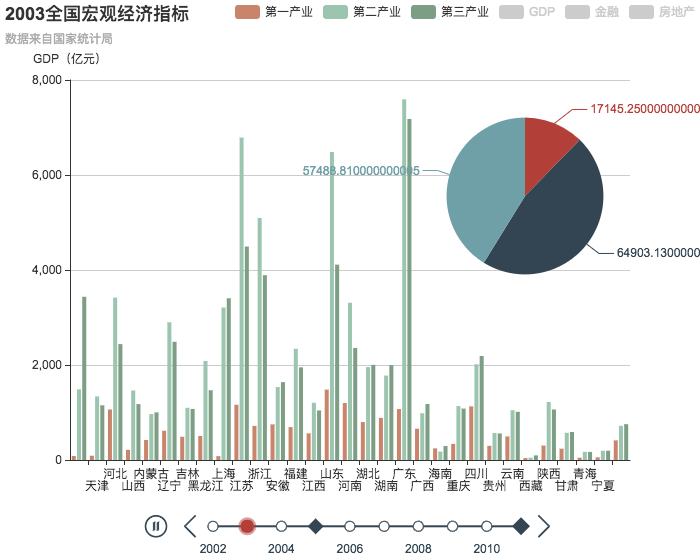 2003全国宏观经济指标
第一产业 第二产业 第三产业 GDP 金融 房地产
数据来自国家统计局
GDP（亿元）
8,000
6,000
4,000
2,000
0
17145.25000000000
57488.810000000005
64903.1300000
河北 内蒙古 吉林 上海 浙江 福建 山东 湖北 广东 海南 四川 云南 陕西 青海
天津 山西 辽宁 黑龙江 江苏 安徽 江西 河南 湖南 广西 重庆 贵州 西藏 甘肃 宁夏
2002 2004 2006 2008 2010